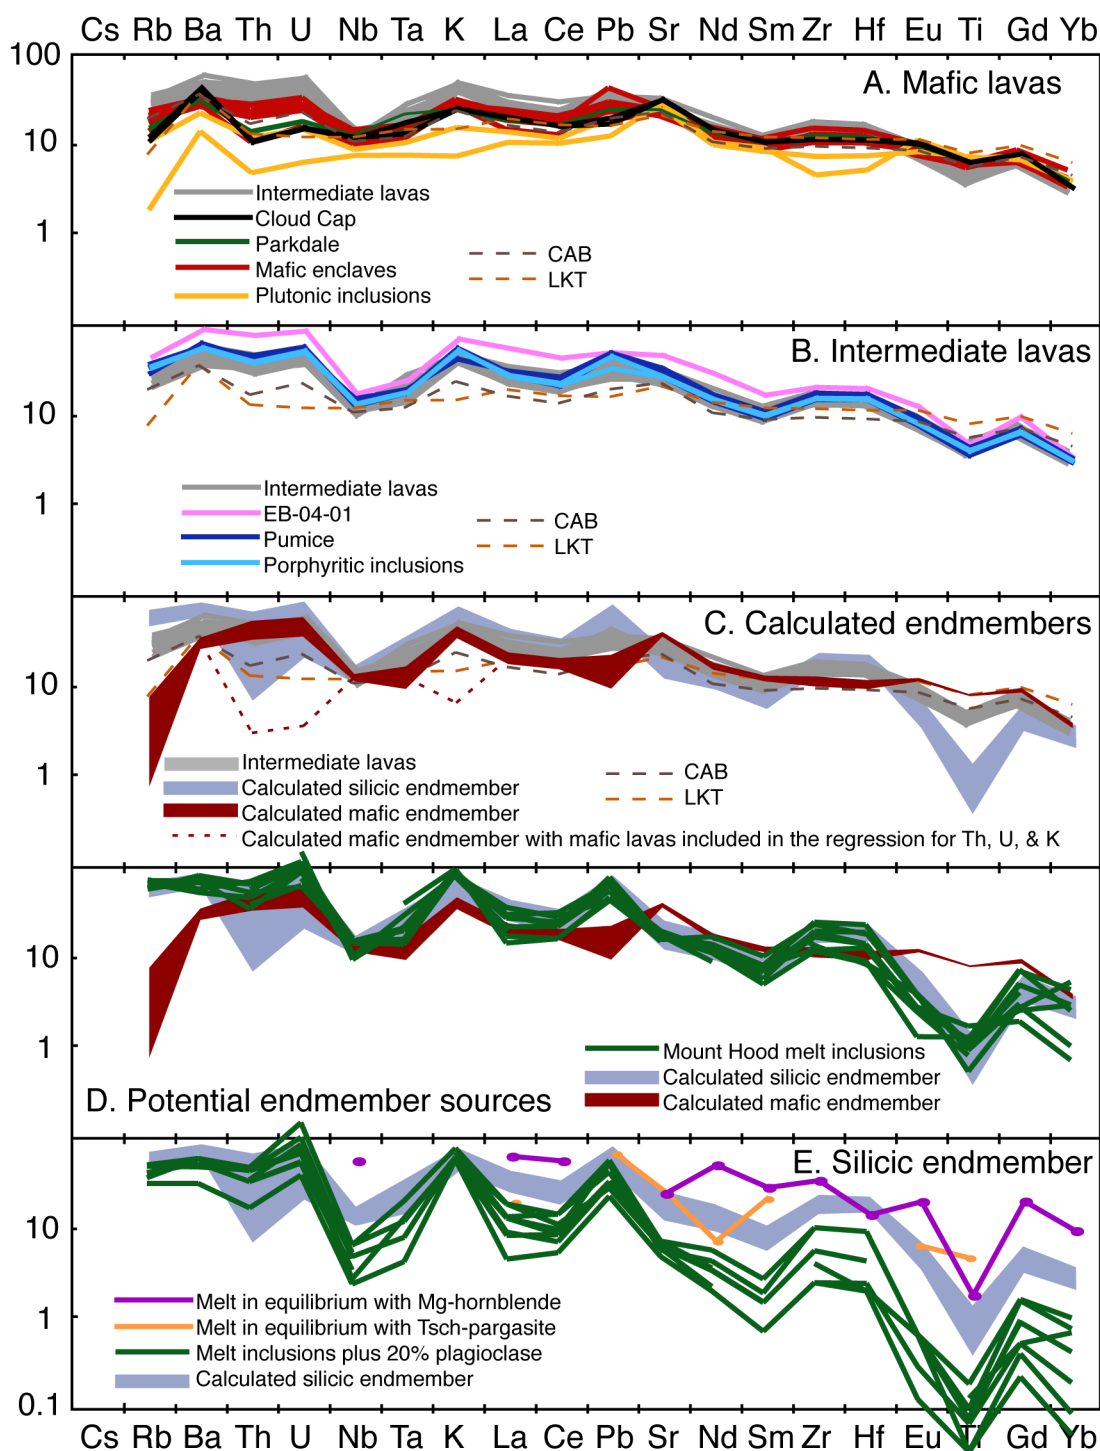 Cs Rb Ba Th U Nb Ta K La Ce Pb Sr Nd Sm Zr Hf Eu Ti Gd Yb
100
A. Mafic lavas
10
Intermediate lavas
1
Cloud Cap
Parkdale
CAB
Mafic enclaves
LKT
Plutonic inclusions
B. Intermediate lavas
10
Intermediate lavas
1
EB-04-01
CAB
Pumice
LKT
Porphyritic inclusions
C. Calculated endmembers
10
Intermediate lavas
1
CAB
Calculated silicic endmember
LKT
Calculated mafic endmember
Calculated mafic endmember with mafic lavas included in the regression for Th, U, & K
10
1
Mount Hood melt inclusions
Calculated silicic endmember
D. Potential endmember sources
Calculated mafic endmember
E. Silicic endmember
10
Melt in equilibrium with Mg-hornblende
1
Melt in equilibrium with Tsch-pargasite
Melt inclusions plus 20% plagioclase
Calculated silicic endmember
0.1
Cs Rb Ba Th U Nb Ta K La Ce Pb Sr Nd Sm Zr Hf Eu Ti Gd Yb